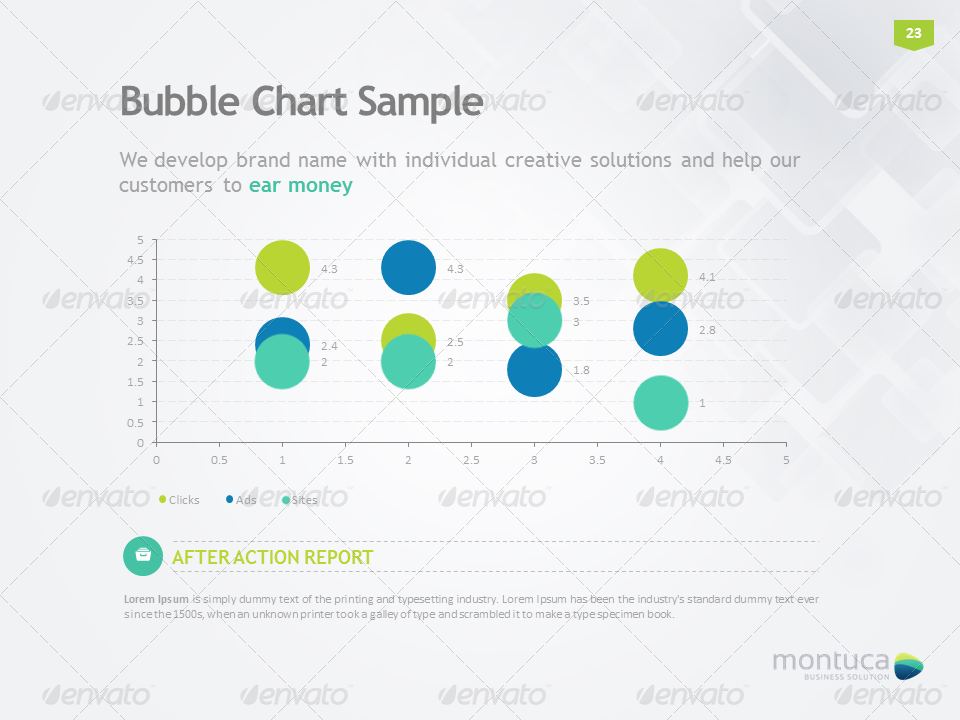 23
Bubble Chart Sample
We develop brand name with individual creative solutions and help our
customers to ear money
5
4.5
4
3.5
3
2.5
2
1.5
1
0.5
0
4.3
4.3
4.1
3.5
3
2.8
2.4
2.5
2
2
1.8
1
0 0.5 1 1.5 2 2.5 3 3.5 4 4.5 5
Clicks Ads Sites
AFTER ACTION REPORT
Lorem Ipsum is simply dummy text of the printing and typesetting industry. Lorem Ipsum has been the industry's standard dummy text ever
since the 1500s, when an unknown printer took a galley of type and scrambled it to make a type specimen book.
montuca
BUSINESS SOLUTION
envato envato envato envato envato
envato envato envato envato envato
envato envato envato envato envato
envato envato envato envato envato